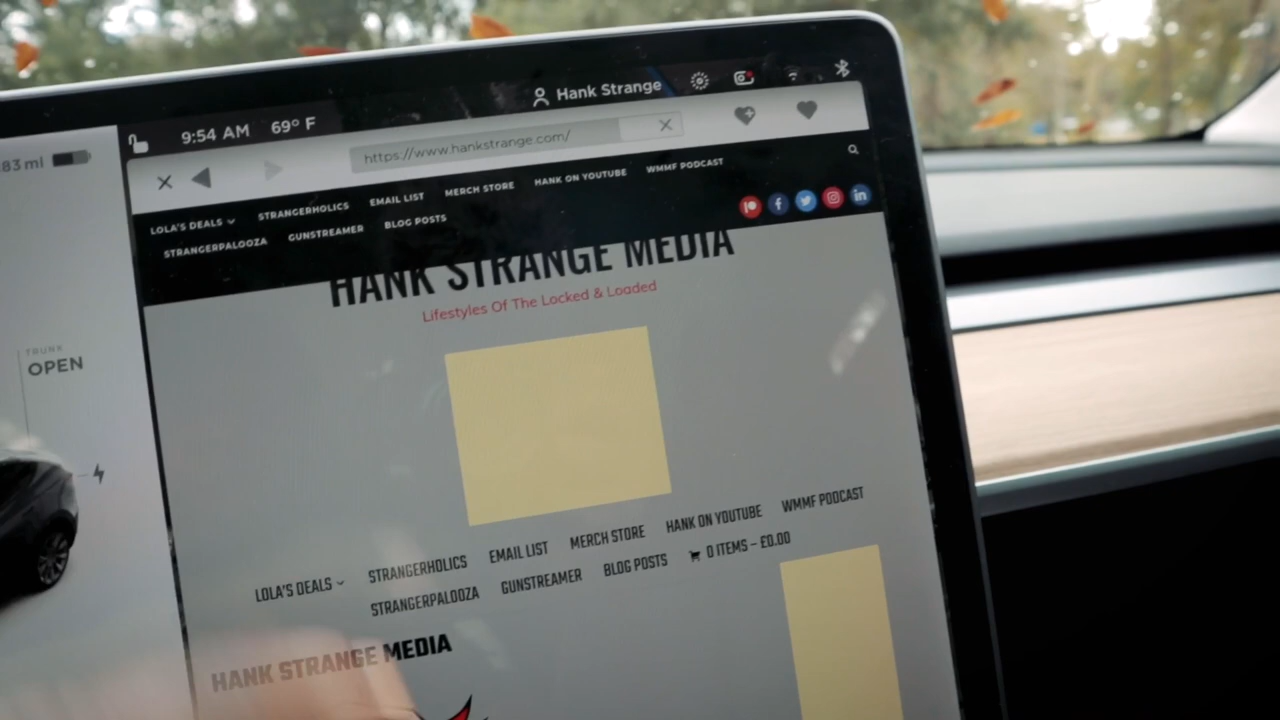 Hank Strange
9:54 AM 69° F
83 mi
https://www.hankstrange.com/
LOLA'S DEALS STRANGERHOLICS EMAIL LIST MERCH STORE HANK ON YOUTUBE WMMF PODCAST
STRANGERPALOOZA GUNSTREAMER BLOG POSTS
HANK STRANGE MEDIA
Lifestyles Of The Locked & Loaded
TRUNK
OPEN
LOLA'S DEALS STRANGERHOLICS EMAIL LIST MERCH STORE HANK ON YOUTUBE WMMF PODCAST
STRANGERPALOOZA GUNSTREAMER BLOG POSTS 0 ITEMS – £0.00
HANK STRANGE MEDIA